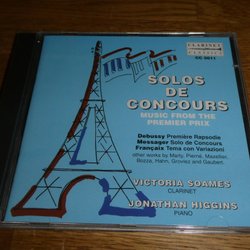 CLARINET
CLASSICS
CC 0011
SOLOS
DE
CONCOURS
MUSIC FROM THE
PREMIER PRIX
Debussy Première Rapsodie
Messager Solo de Concours
Françaix Tema con Variazioni
other works by Marty, Pierné, Mazellier,
Bozza, Hahn, Grovlez and Gaubert.
VICTORIA SOAMES
CLARINET
JONATHAN HIGGINS
PIANO